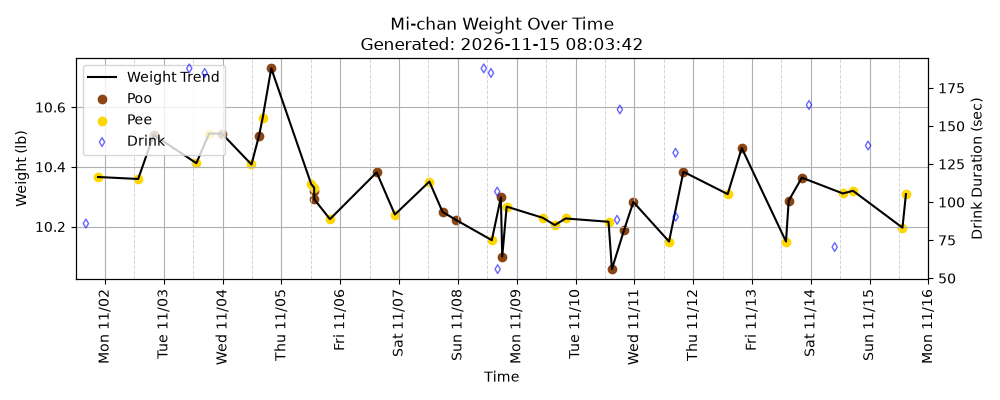 Mi-chan Weight Over Time
Generated: 2026-11-15 08:03:42
Weight Trend
Poo
Pee
Drink
Weight (lb)
10.6
10.4
10.2
Drink Duration (sec)
175
150
125
100
75
50
Mon 11/02
Tue 11/03
Wed 11/04
Thu 11/05
Fri 11/06
Sat 11/07
Sun 11/08
Mon 11/09
Tue 11/10
Wed 11/11
Thu 11/12
Fri 11/13
Sat 11/14
Sun 11/15
Mon 11/16
Time